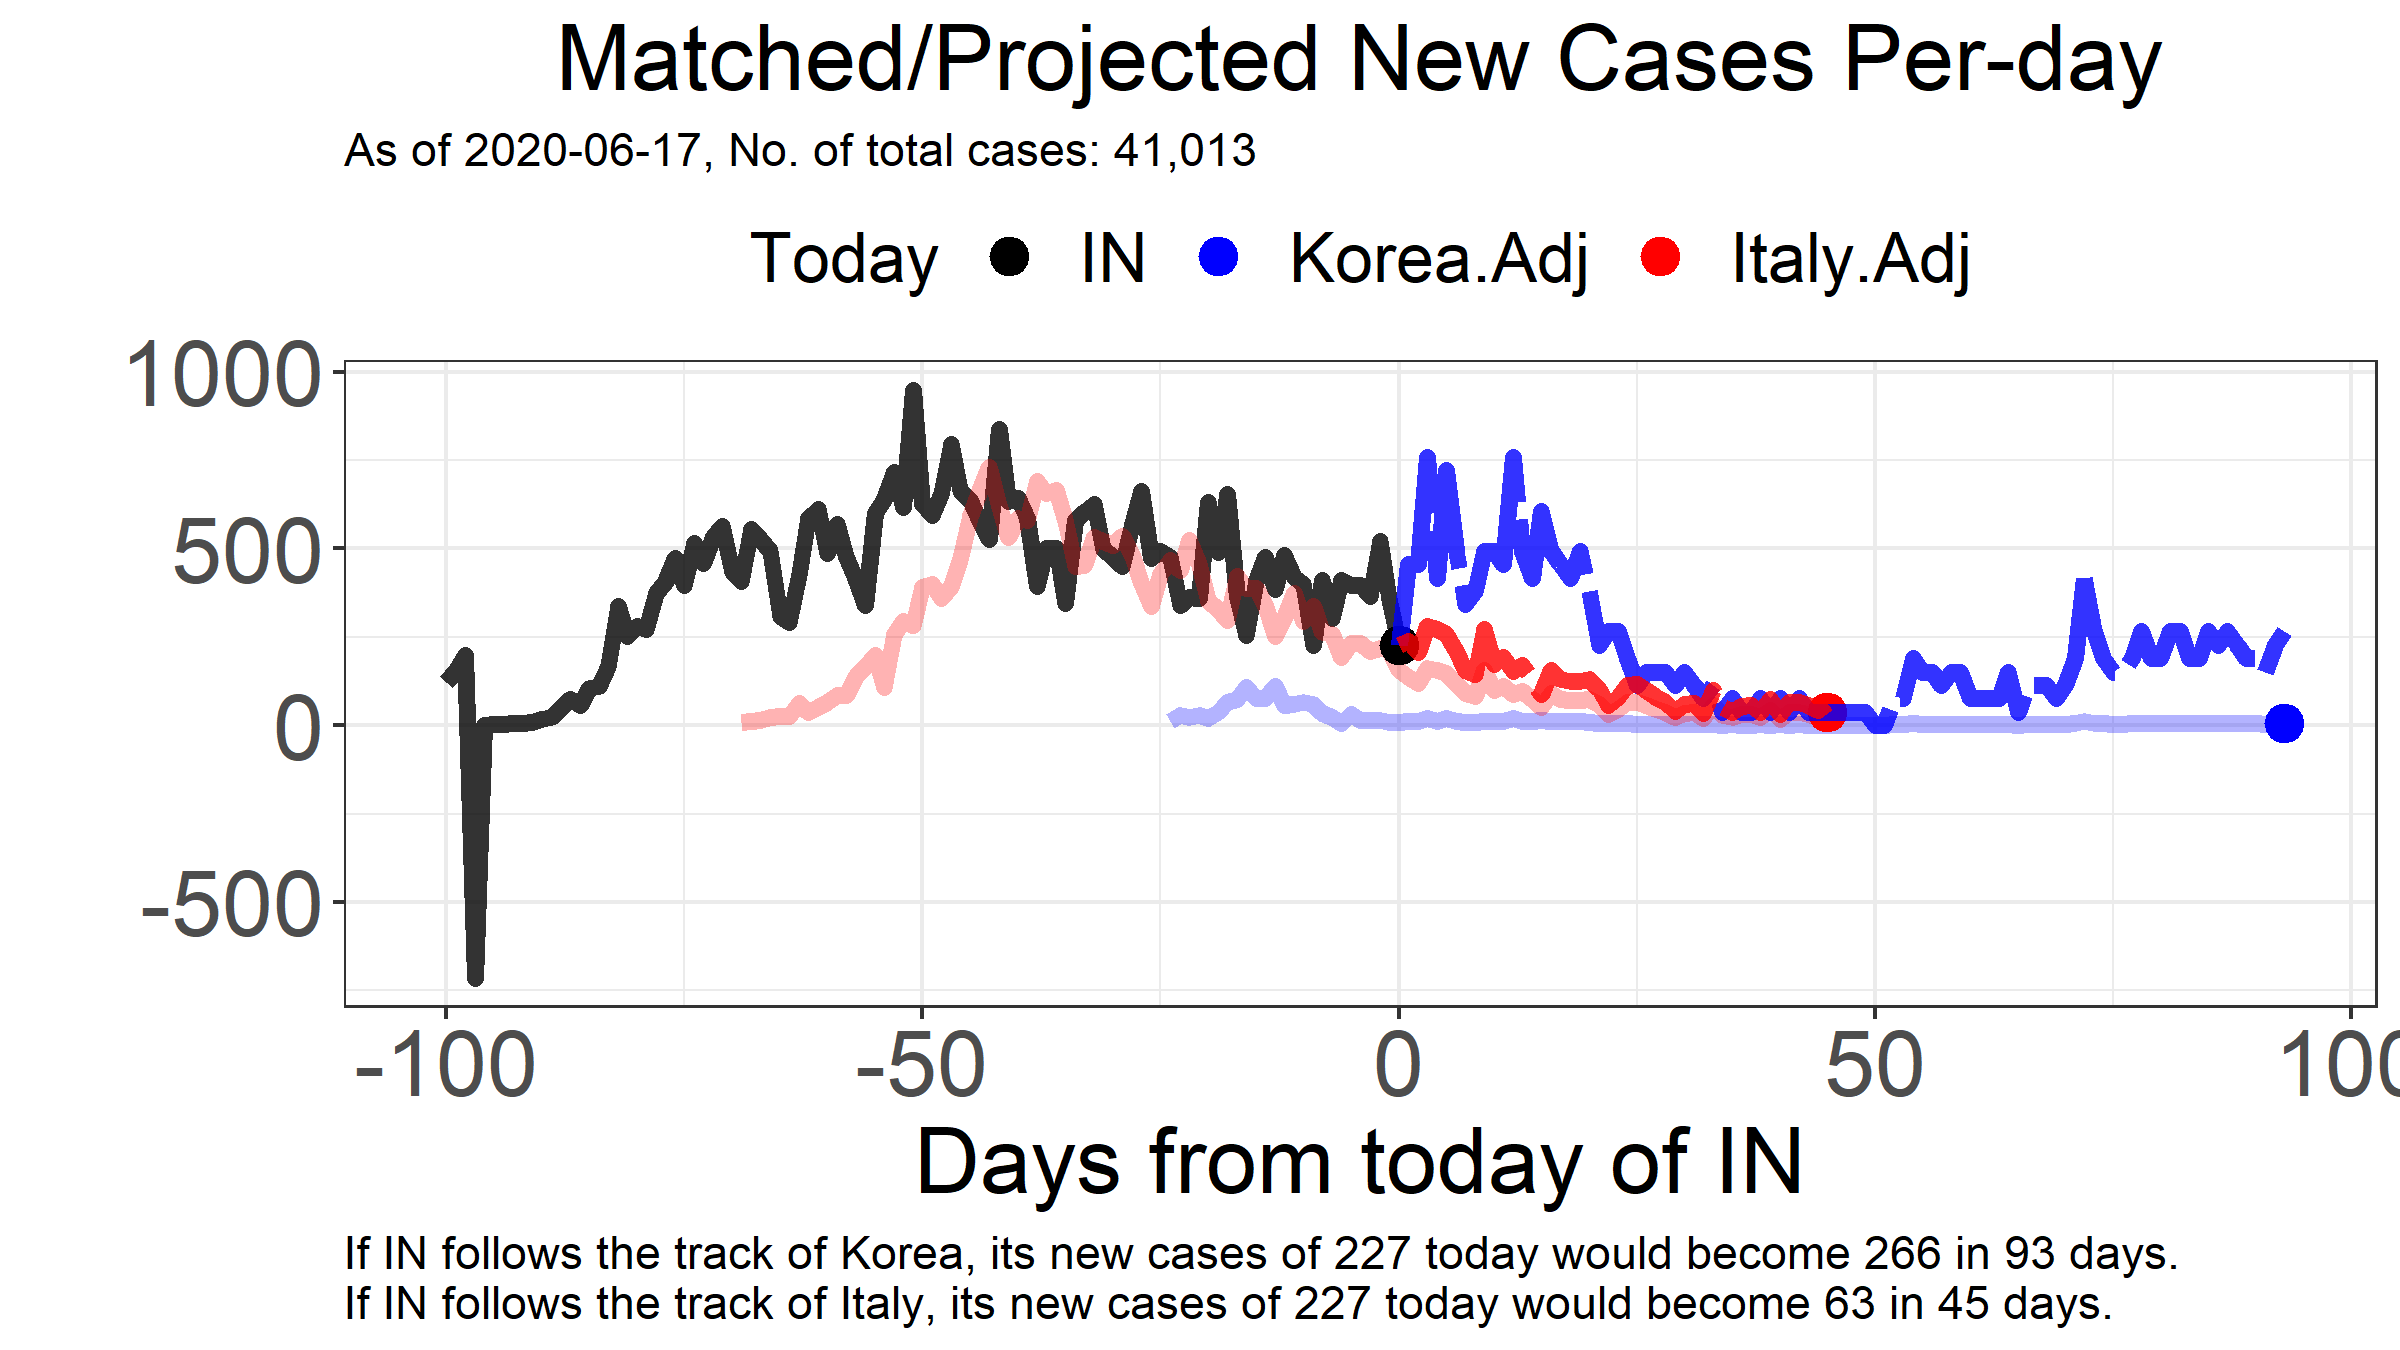 Matched/Projected New Cases Per-day
As of 2020-06-17, No. of total cases: 41,013
Today IN Korea.Adj Italy.Adj
1000
500
0
-500
-100 -50 0 50 100
Days from today of IN
If IN follows the track of Korea, its new cases of 227 today would become 266 in 93 days.
If IN follows the track of Italy, its new cases of 227 today would become 63 in 45 days.